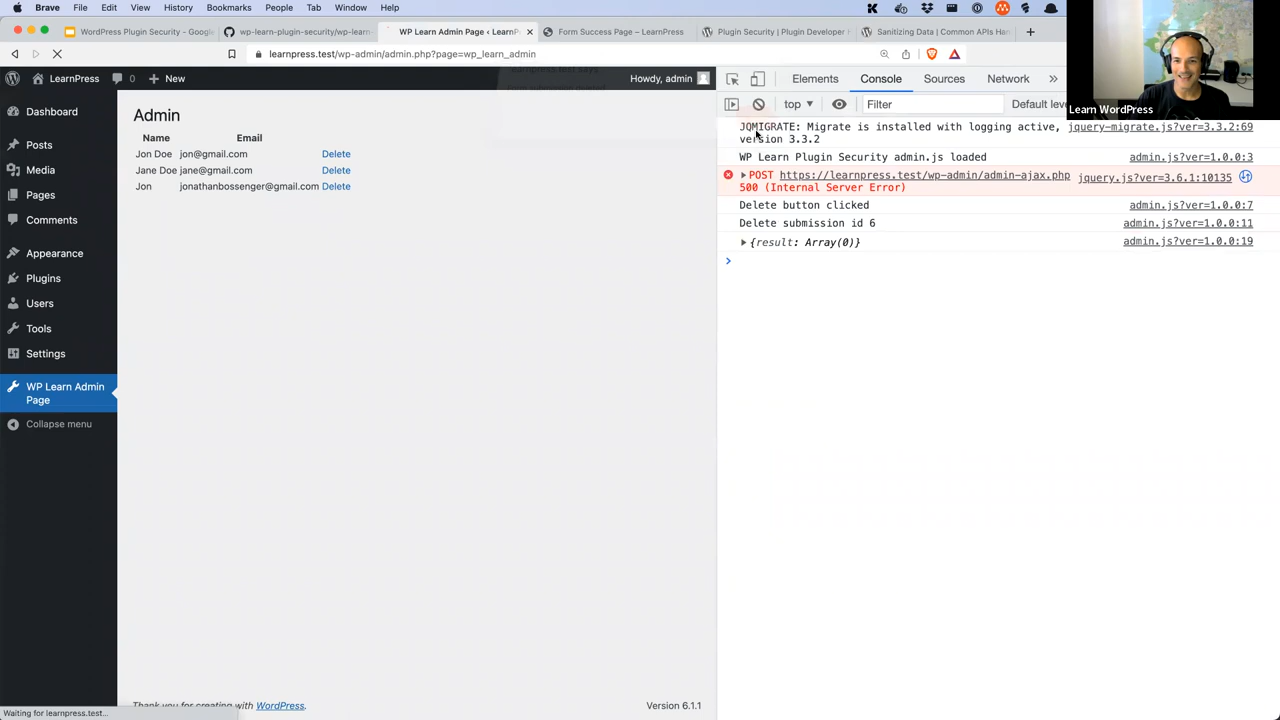 Brave File Edit View History Bookmarks People Tab Window Help
WordPress Plugin Security - Googl
wp-learn-plugin-security/wp-learn-
WP Learn Admin Page ‹ LearnP
Form Success Page – LearnPress
Plugin Security | Plugin Developer
Sanitizing Data | Common APIs Han
learnpress.test/wp-admin/admin.php?page=wp_learn_admin
LearnPress 0 New
Howdy, admin
Dashboard
Posts
Media
Pages
Comments
Appearance
Plugins
Users
Tools
Settings
WP Learn Admin
Page
Collapse menu
Admin
Name Email
Jon Doe jon@gmail.com Delete
Jane Doe jane@gmail.com Delete
Jon jonathanbossenger@gmail.com Delete
Thank you for creating with WordPress.
Version 6.1.1
Waiting for learnpress.test...
Elements Console Sources Network
top Filter Default leve
JQMIGRATE: Migrate is installed with logging active, jquery-migrate.js?ver=3.3.2:69
version 3.3.2
WP Learn Plugin Security admin.js loaded admin.js?ver=1.0.0:3
POST https://learnpress.test/wp-admin/admin-ajax.php jquery.js?ver=3.6.1:10135
500 (Internal Server Error)
Delete button clicked admin.js?ver=1.0.0:7
Delete submission id 6 admin.js?ver=1.0.0:11
{result: Array(0)} admin.js?ver=1.0.0:19
Learn WordPress